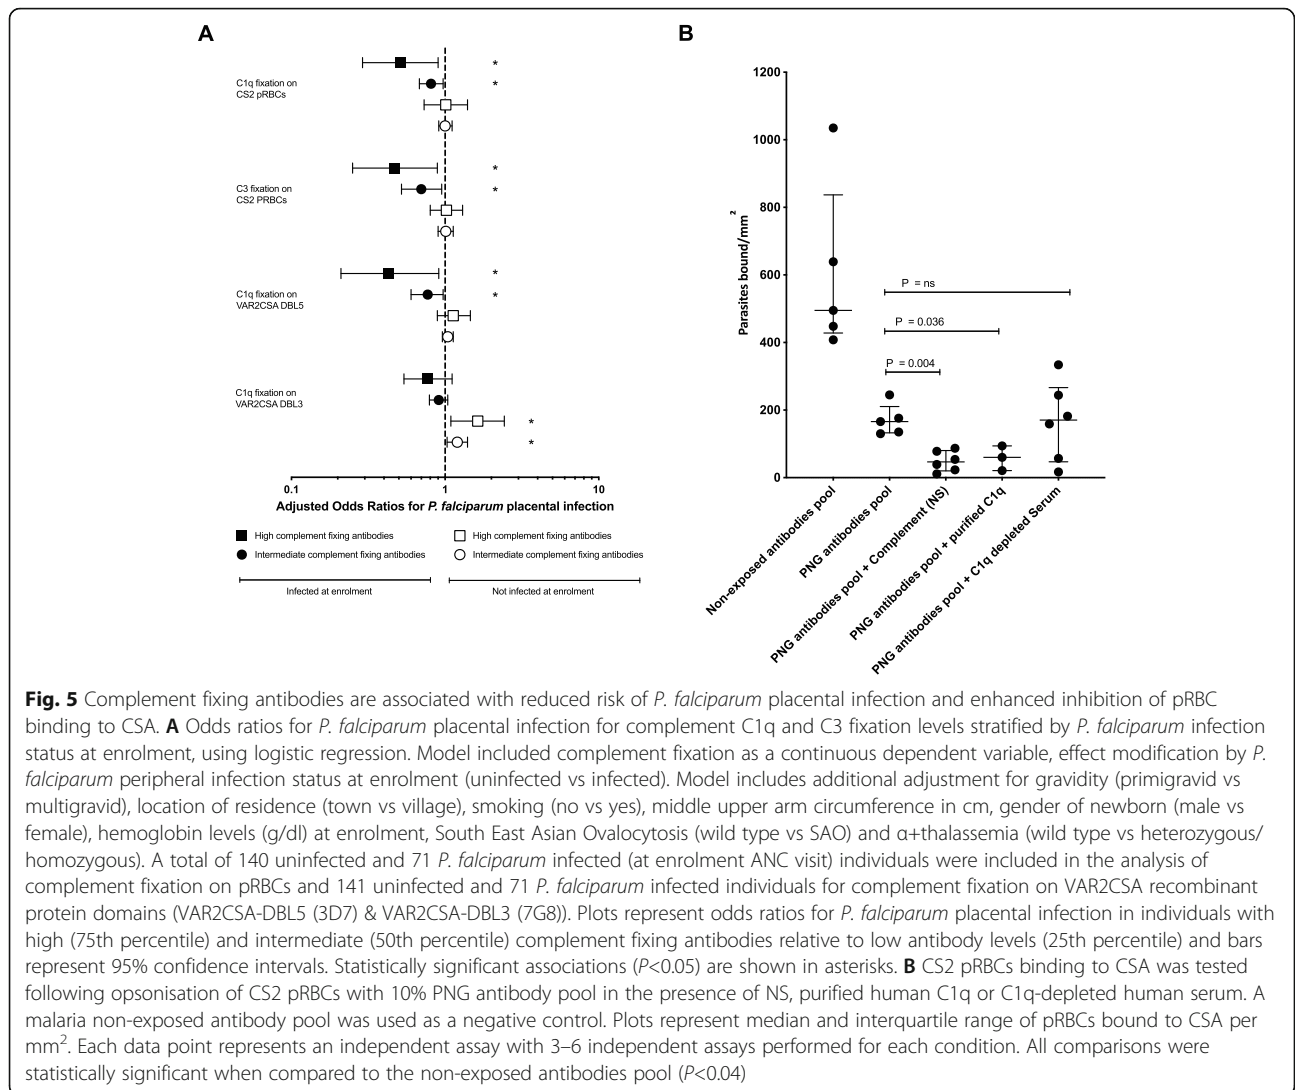 A
C1q fixation on
CS2 pRBCs
*
*
C3 fixation on
CS2 PRBCs
*
*
C1q fixation on
VAR2CSA DBL5
*
*
C1q fixation on
VAR2CSA DBL3
*
*
0.1
1
10
Adjusted Odds Ratios for P. falciparum placental infection
High complement fixing antibodies
High complement fixing antibodies
Intermediate complement fixing antibodies
Intermediate complement fixing antibodies
Infected at enrolment
Not infected at enrolment
B
Parasites bound/mm²
1200
1000
800
600
400
200
0
P = ns
P = 0.036
P = 0.004
Non-exposed antibodies pool
PNG antibodies pool
PNG antibodies pool + Complement (NS)
PNG antibodies pool + purified C1q
PNG antibodies pool + C1q depleted Serum
Fig. 5 Complement fixing antibodies are associated with reduced risk of P. falciparum placental infection and enhanced inhibition of pRBC
binding to CSA. A Odds ratios for P. falciparum placental infection for complement C1q and C3 fixation levels stratified by P. falciparum infection
status at enrolment, using logistic regression. Model included complement fixation as a continuous dependent variable, effect modification by P.
falciparum peripheral infection status at enrolment (uninfected vs infected). Model includes additional adjustment for gravidity (primigravid vs
multigravid), location of residence (town vs village), smoking (no vs yes), middle upper arm circumference in cm, gender of newborn (male vs
female), hemoglobin levels (g/dl) at enrolment, South East Asian Ovalocytosis (wild type vs SAO) and α+thalassemia (wild type vs heterozygous/
homozygous). A total of 140 uninfected and 71 P. falciparum infected (at enrolment ANC visit) individuals were included in the analysis of
complement fixation on pRBCs and 141 uninfected and 71 P. falciparum infected individuals for complement fixation on VAR2CSA recombinant
protein domains (VAR2CSA-DBL5 (3D7) & VAR2CSA-DBL3 (7G8)). Plots represent odds ratios for P. falciparum placental infection in individuals with
high (75th percentile) and intermediate (50th percentile) complement fixing antibodies relative to low antibody levels (25th percentile) and bars
represent 95% confidence intervals. Statistically significant associations (P<0.05) are shown in asterisks. B CS2 pRBCs binding to CSA was tested
following opsonisation of CS2 pRBCs with 10% PNG antibody pool in the presence of NS, purified human C1q or C1q-depleted human serum. A
malaria non-exposed antibody pool was used as a negative control. Plots represent median and interquartile range of pRBCs bound to CSA per
mm². Each data point represents an independent assay with 3–6 independent assays performed for each condition. All comparisons were
statistically significant when compared to the non-exposed antibodies pool (P<0.04)